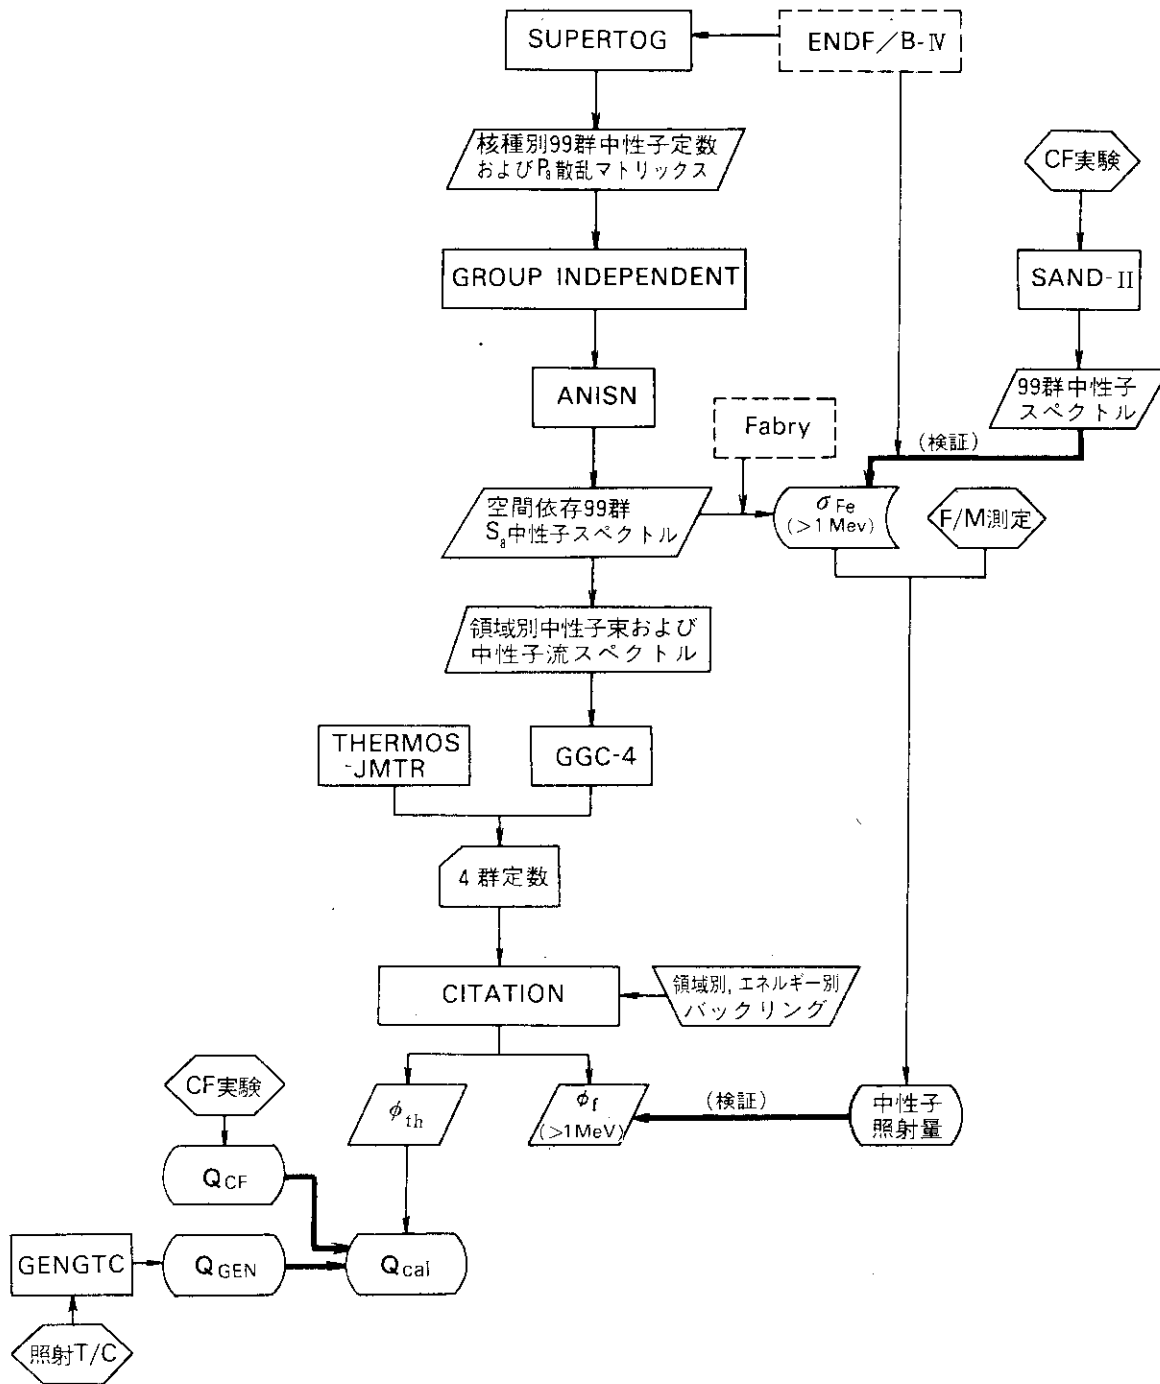 SUPERTOG
ENDF/B-Ⅳ
核種別99群中性子定数
およびP₈散乱マトリックス
CF実験
GROUP INDEPENDENT
SAND-Ⅱ
ANISN
99群中性子
スペクトル
Fabry
(検証)
空間依存99群
S₈中性子スペクトル
σFe
(>1Mev)
F/M測定
領域別中性子束および
中性子流スペクトル
THERMOS
-JMTR
GGC-4
4群定数
CITATION
領域別,エネルギー別
バックリング
CF実験
φth
φf
(>1MeV)
(検証)
中性子
照射量
QCF
GENGTC
QGEN
Qcal
照射T/C